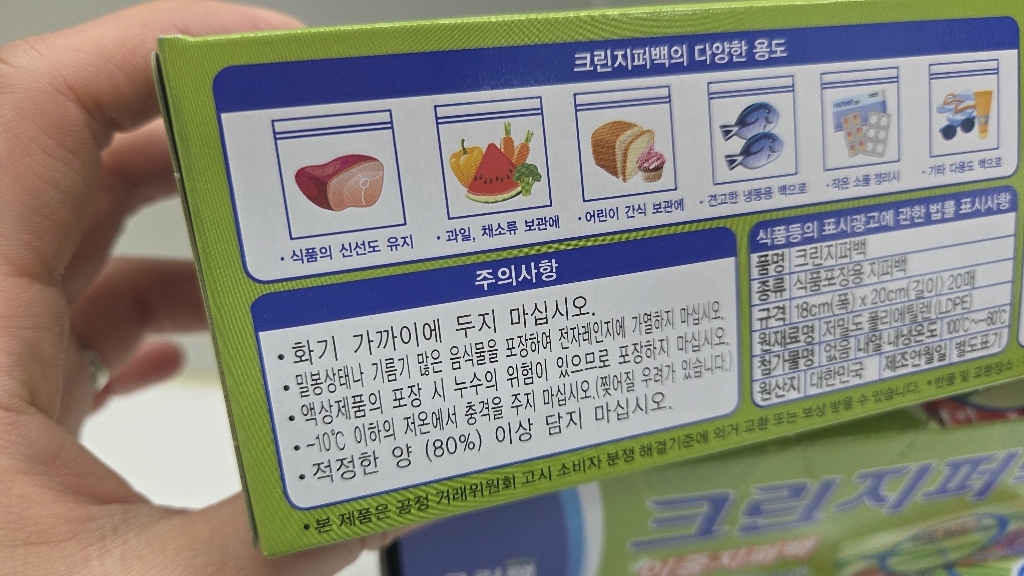 크린지퍼백의 다양한 용도
· 식품의 신선도 유지
· 과일, 채소류 보관에
· 어린이 간식 보관에
· 견고한 냉동용 백으로
· 작은 소품 정리시
· 기타 다용도 백으로
주의사항
• 화기 가까이에 두지 마십시오.
• 밀봉상태나 기름기 많은 음식물을 포장하여 전자레인지에 가열하지 마십시오.
• 액상제품의 포장 시 누수의 위험이 있으므로 포장하지 마십시오.
• -10℃ 이하의 저온에서 충격을 주지 마십시오.(찢어질 우려가 있습니다.)
• 적정한 양 (80%) 이상 담지 마십시오.
식품등의 표시광고에 관한 법률 표시사항
품명 크린지퍼백
종류 식품포장용 지퍼백
규격 18cm(폭) x 20cm(길이) 20매
원재료명 저밀도 폴리에틸렌(LDPE)
첨가물명 없음 내열·내냉온도 100℃~-60℃
원산지 대한민국 제조연월일 별도표기
• 본 제품은 공정 거래위원회 고시 소비자 분쟁 해결기준에 의거 교환 또는 보상 받을 수 있습니다. • 반품 및 교환장소 :
크린지퍼